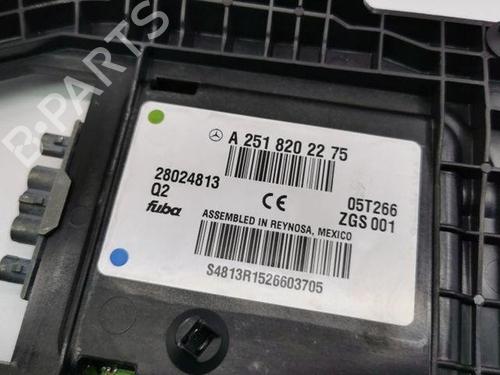 B-PARTS
A 251 820 22 75
28024813
Q2
fuba
CE
05T266
ZGS 001
ASSEMBLED IN REYNOSA, MEXICO
S4813R1526603705